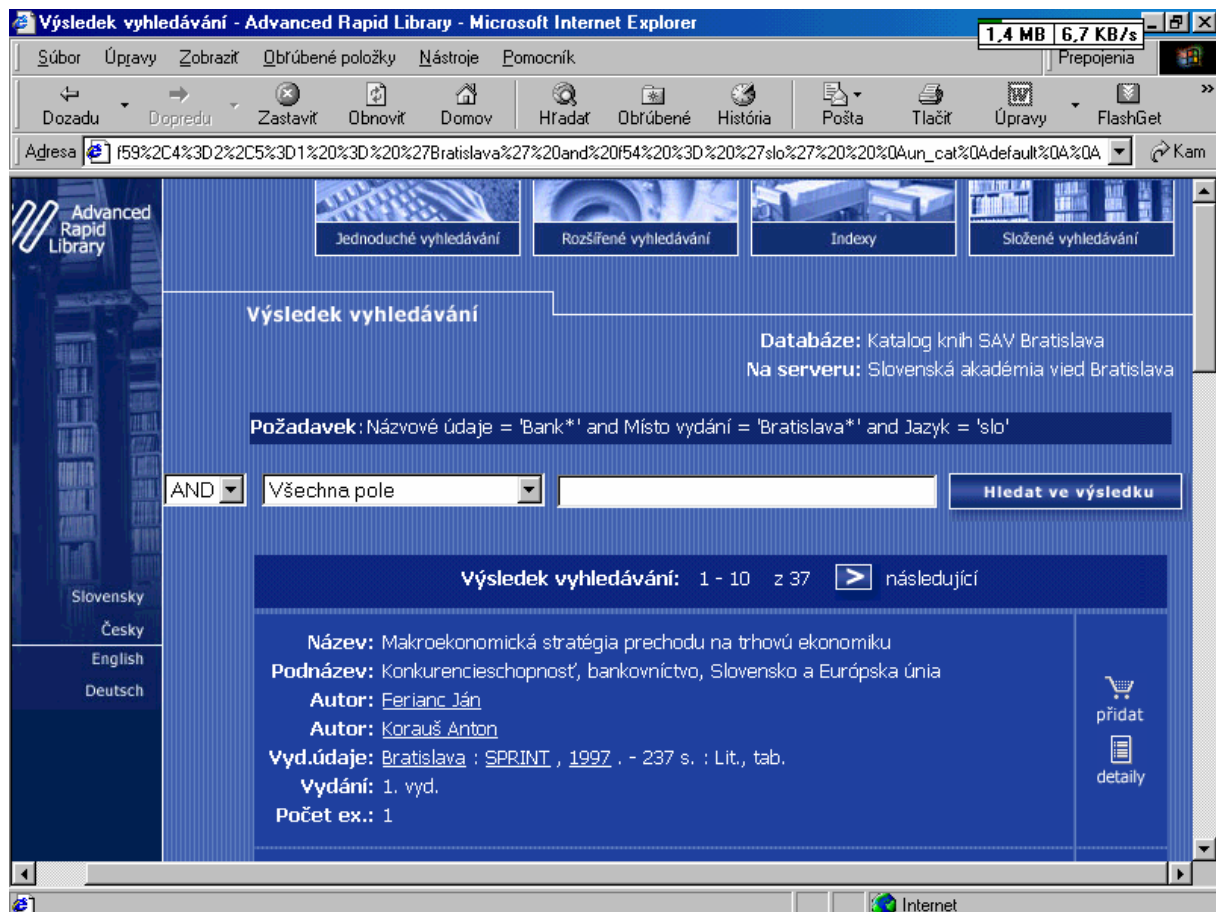 Výsledek vyhledávání - Advanced Rapid Library - Microsoft Internet Explorer
1,4 MB 6,7 KB/s
Súbor Úpravy Zobraziť Obľúbené položky Nástroje Pomocník Prepojenia
Dozadu Dopredu Zastaviť Obnoviť Domov Hľadať Obľúbené História Pošta Tlačiť Úpravy FlashGet »
Adresa f59%2C4%3D2%2C5%3D1%20%3D%20%27Bratislava%27%20and%20f54%20%3D%20%27slo%27%20%20%0Aun_cat%0Adefault%0A%0A Kam
Advanced
Rapid
Library
Jednoduché vyhledávání Rozšířené vyhledávání Indexy Složené vyhledávání
Výsledek vyhledávání
Databáze: Katalog knih SAV Bratislava
Na serveru: Slovenská akadémia vied Bratislava
Požadavek: Názvové údaje = 'Bank*' and Místo vydání = 'Bratislava*' and Jazyk = 'slo'
AND Všechna pole Hledat ve výsledku
Výsledek vyhledávání: 1 - 10 z 37 > následující
Slovensky
Česky
English
Deutsch
Název: Makroekonomická stratégia prechodu na trhovú ekonomiku
Podnázev: Konkurencieschopnosť, bankovníctvo, Slovensko a Európska únia
Autor: Ferianc Ján
Autor: Korauš Anton
Vyd.údaje: Bratislava : SPRINT , 1997 . - 237 s. : Lit., tab.
Vydání: 1. vyd.
Počet ex.: 1
přidat
detaily
Internet